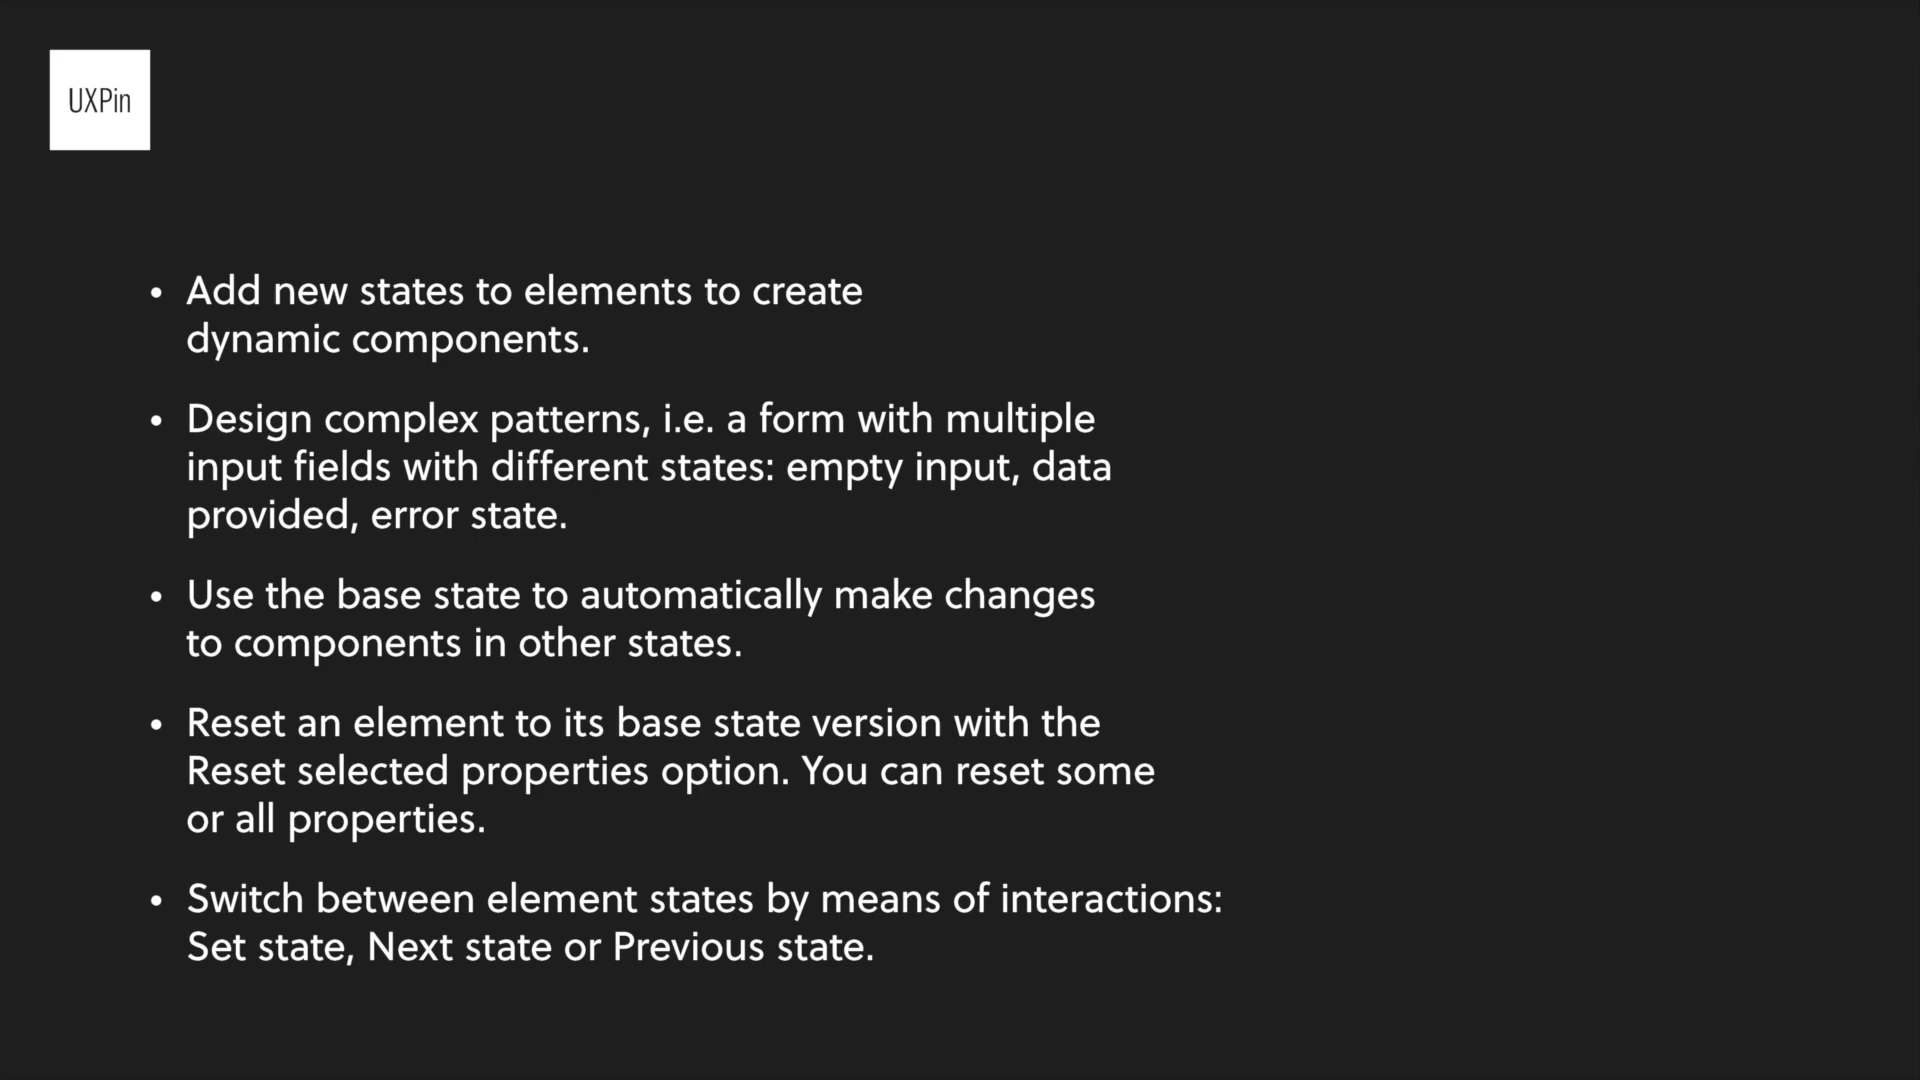 UXPin
• Add new states to elements to create
dynamic components.
• Design complex patterns, i.e. a form with multiple
input fields with different states: empty input, data
provided, error state.
• Use the base state to automatically make changes
to components in other states.
• Reset an element to its base state version with the
Reset selected properties option. You can reset some
or all properties.
• Switch between element states by means of interactions:
Set state, Next state or Previous state.